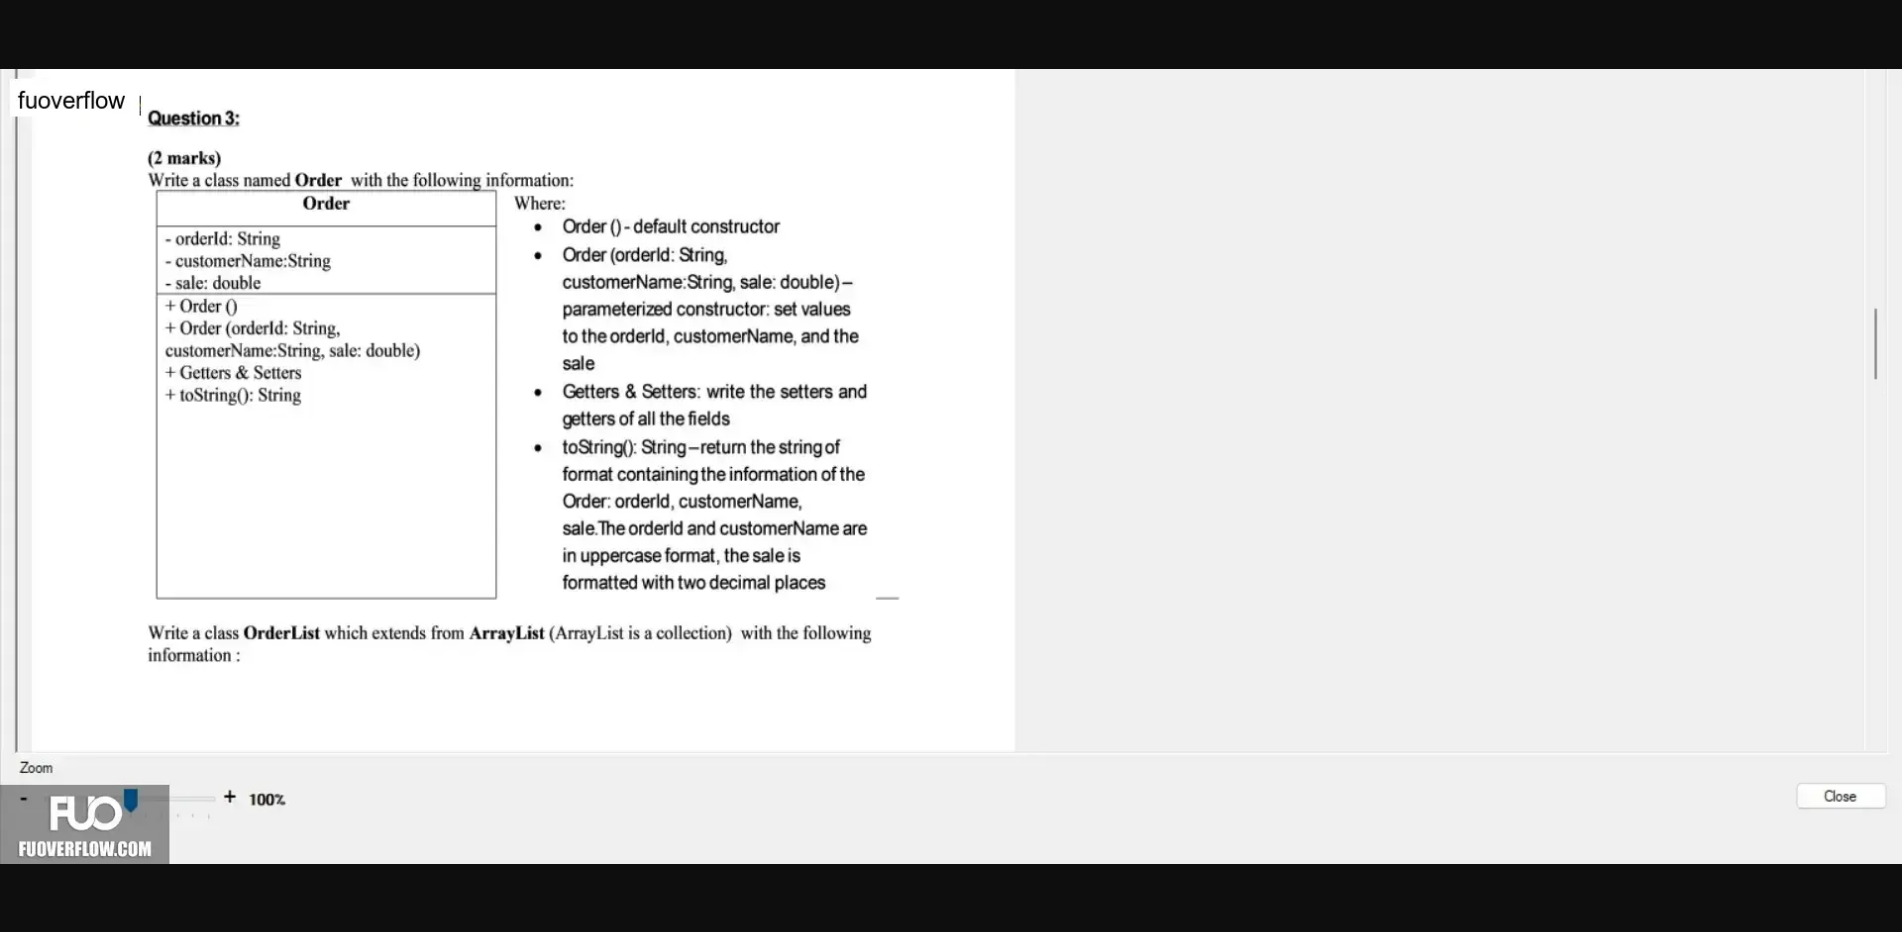 fuoverflow
Question 3:
(2 marks)
Write a class named Order with the following information:
Order
- orderId: String
- customerName:String
- sale: double
+ Order ()
+ Order (orderId: String,
customerName:String, sale: double)
+ Getters & Setters
+ toString(): String
Where:
• Order () - default constructor
• Order (orderId: String,
customerName:String, sale: double) –
parameterized constructor: set values
to the orderId, customerName, and the
sale
• Getters & Setters: write the setters and
getters of all the fields
• toString(): String – return the string of
format containing the information of the
Order: orderId, customerName,
sale.The orderId and customerName are
in uppercase format, the sale is
formatted with two decimal places
Write a class OrderList which extends from ArrayList (ArrayList is a collection) with the following
information :
Zoom
- + 100%
Close
FUO
FUOVERFLOW.COM